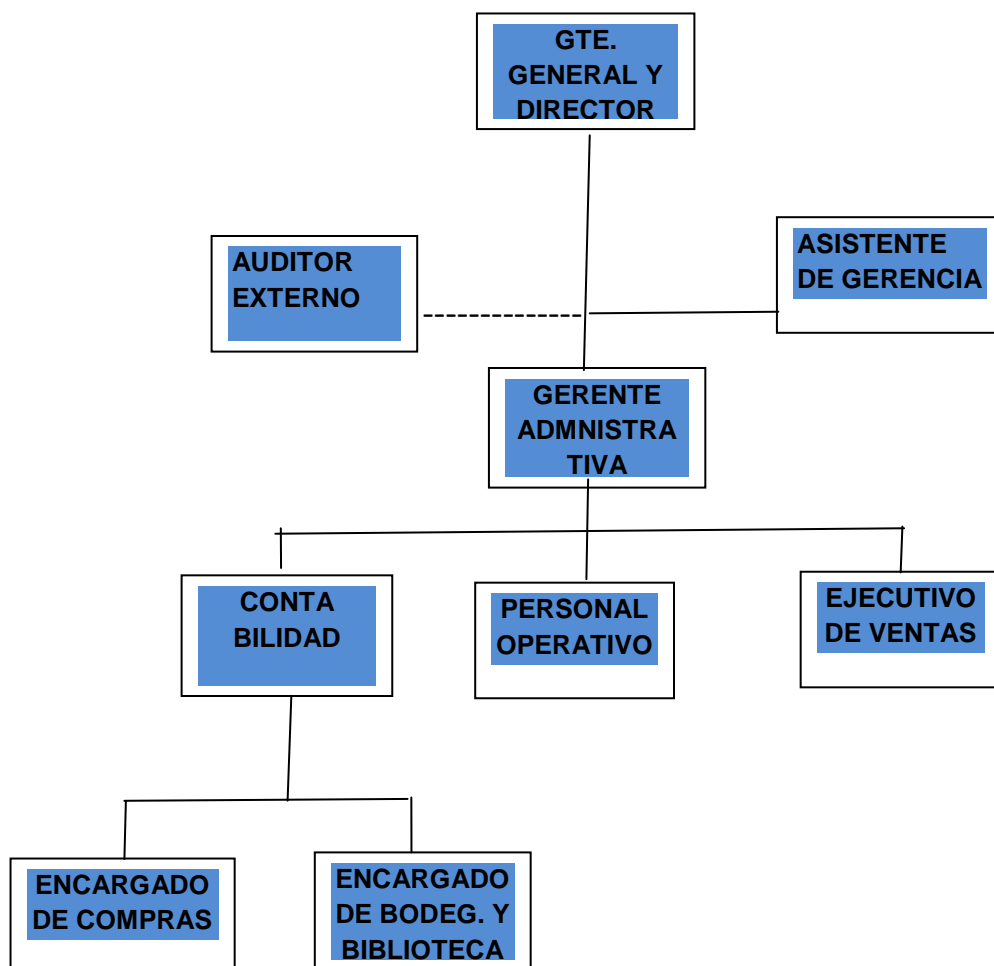 GTE.
GENERAL Y
DIRECTOR
AUDITOR
EXTERNO
ASISTENTE
DE GERENCIA
GERENTE
ADMNISTRA
TIVA
CONTA
BILIDAD
PERSONAL
OPERATIVO
EJECUTIVO
DE VENTAS
ENCARGADO
DE COMPRAS
ENCARGADO
DE BODEG. Y
BIBLIOTECA